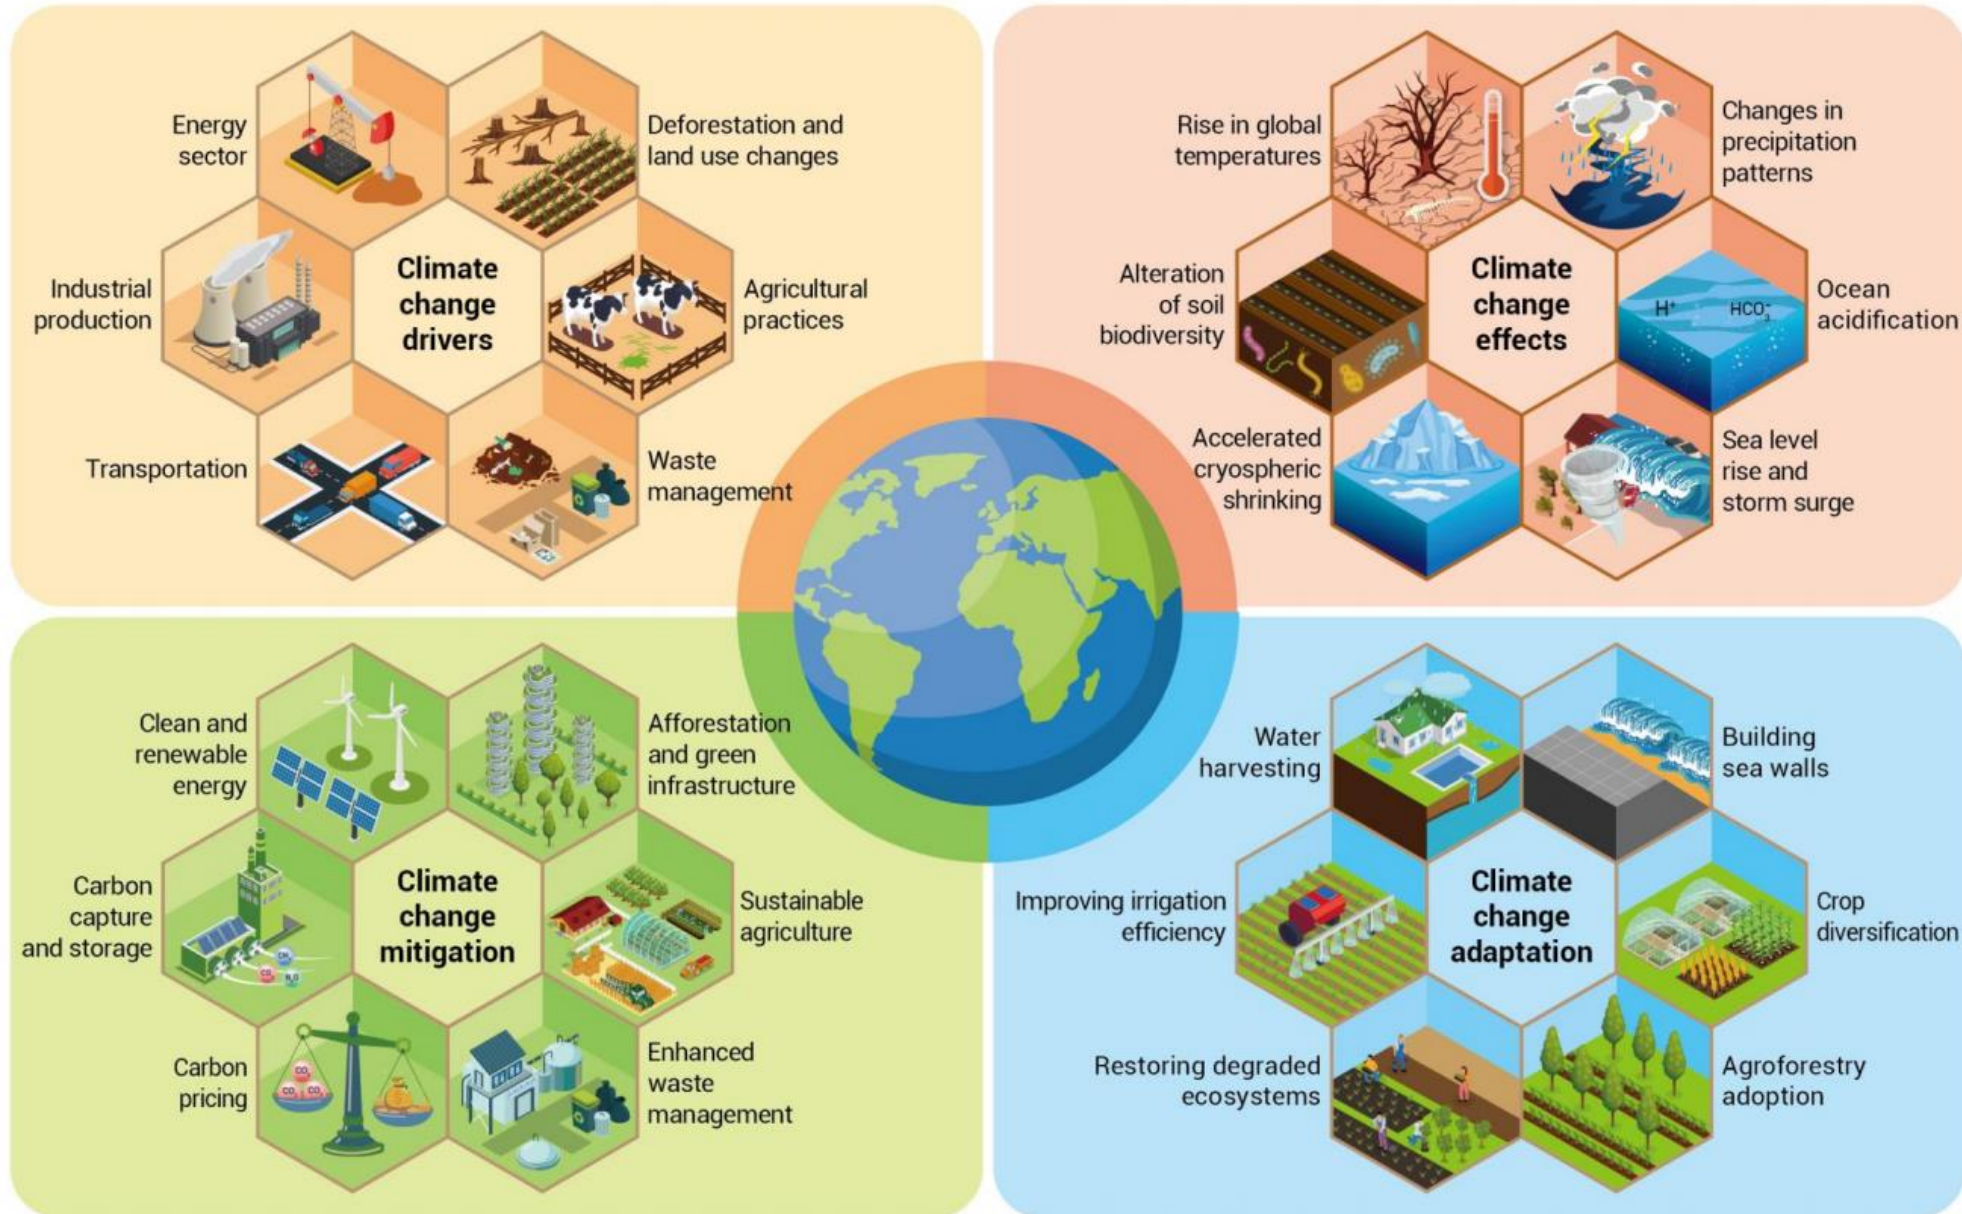 Energy
sector
Deforestation and
land use changes
Industrial
production
Climate
change
drivers
Agricultural
practices
Transportation
Waste
management
Rise in global
temperatures
Changes in
precipitation
patterns
Alteration
of soil
biodiversity
Climate
change
effects
H⁺
HCO₃⁻
Ocean
acidification
Accelerated
cryospheric
shrinking
Sea level
rise and
storm surge
Clean and
renewable
energy
Afforestation
and green
infrastructure
Carbon
capture
and storage
Climate
change
mitigation
Sustainable
agriculture
Carbon
pricing
Enhanced
waste
management
Water
harvesting
Building
sea walls
Improving irrigation
efficiency
Climate
change
adaptation
Crop
diversification
Restoring degraded
ecosystems
Agroforestry
adoption